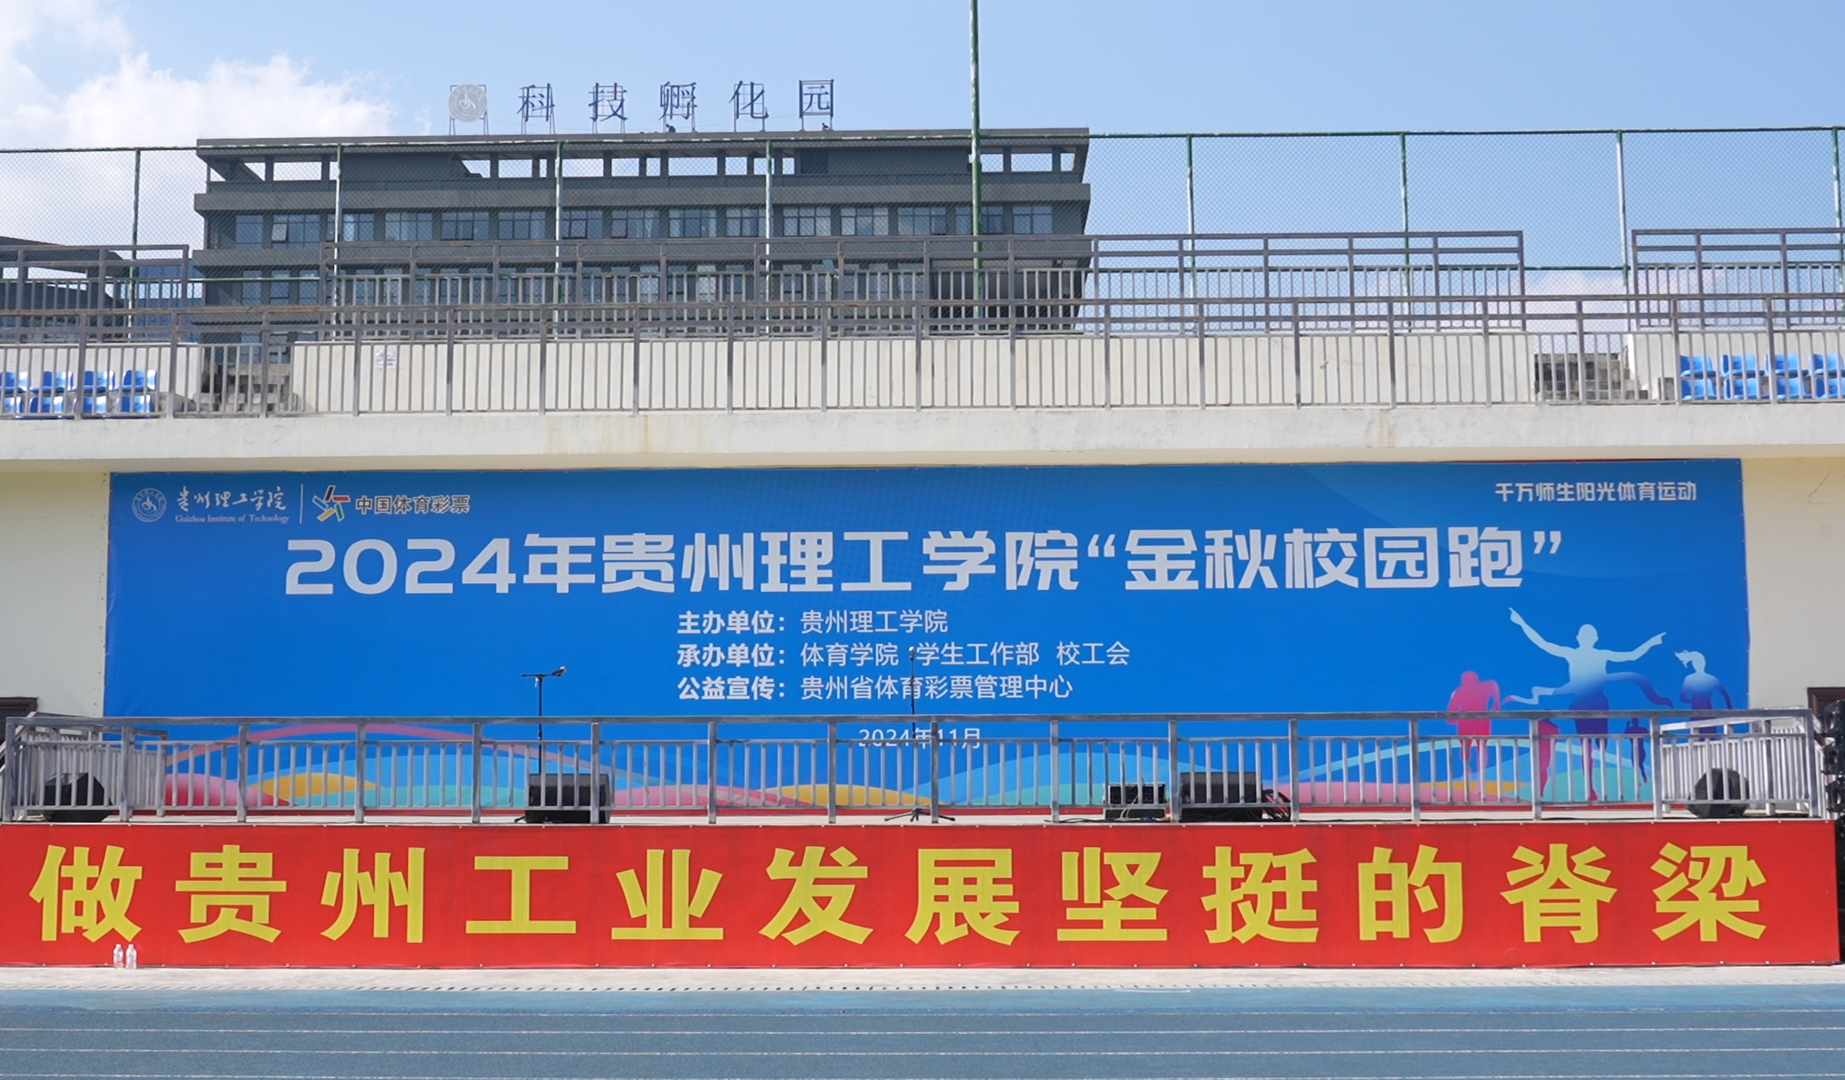 科技孵化园
贵州理工学院
Guizhou Institute of Technology
中国体育彩票
千万师生阳光体育运动
2024年贵州理工学院“金秋校园跑”
主办单位：贵州理工学院
承办单位：体育学院 学生工作部 校工会
公益宣传：贵州省体育彩票管理中心
2024年11月
做贵州工业发展坚挺的脊梁